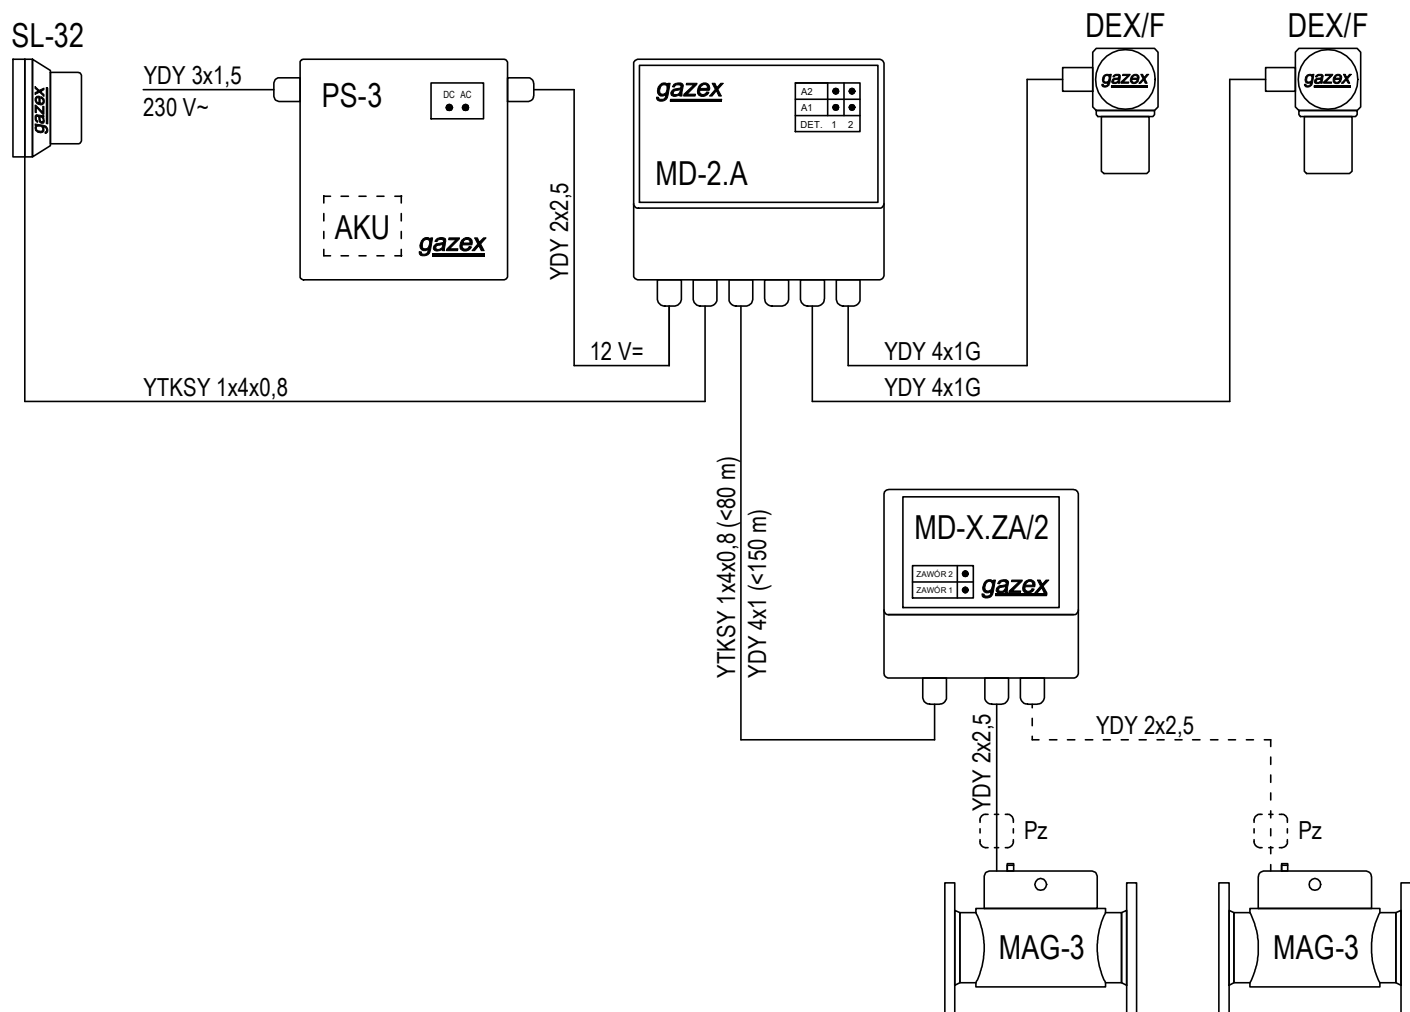 SL-32
YDY 3x1,5
230 V~
PS-3
DC AC
AKU
gazex
gazex
YDY 2x2,5
12 V=
YTKSY 1x4x0,8
gazex
A2
A1
DET. 1 2
MD-2.A
DEX/F
gazex
DEX/F
gazex
YDY 4x1G
YDY 4x1G
YTKSY 1x4x0,8 (<80 m)
YDY 4x1 (<150 m)
MD-X.ZA/2
ZAWÓR 2
ZAWÓR 1
gazex
YDY 2x2,5
YDY 2x2,5
Pz
Pz
MAG-3
MAG-3